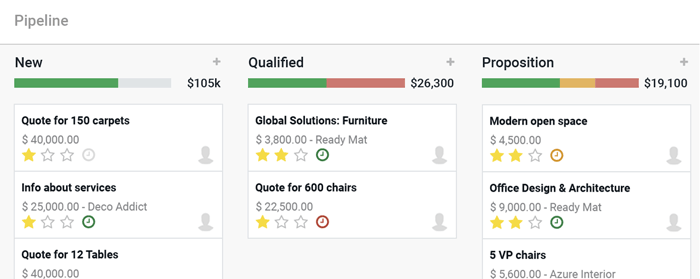 Pipeline
New +
$105k
Quote for 150 carpets
$ 40,000.00
Info about services
$ 25,000.00 - Deco Addict
Quote for 12 Tables
$ 40,000.00
Qualified +
$26,300
Global Solutions: Furniture
$ 3,800.00 - Ready Mat
Quote for 600 chairs
$ 22,500.00
Proposition +
$19,100
Modern open space
$ 4,500.00
Office Design & Architecture
$ 9,000.00 - Ready Mat
5 VP chairs
$ 5,600.00 - Azure Interior